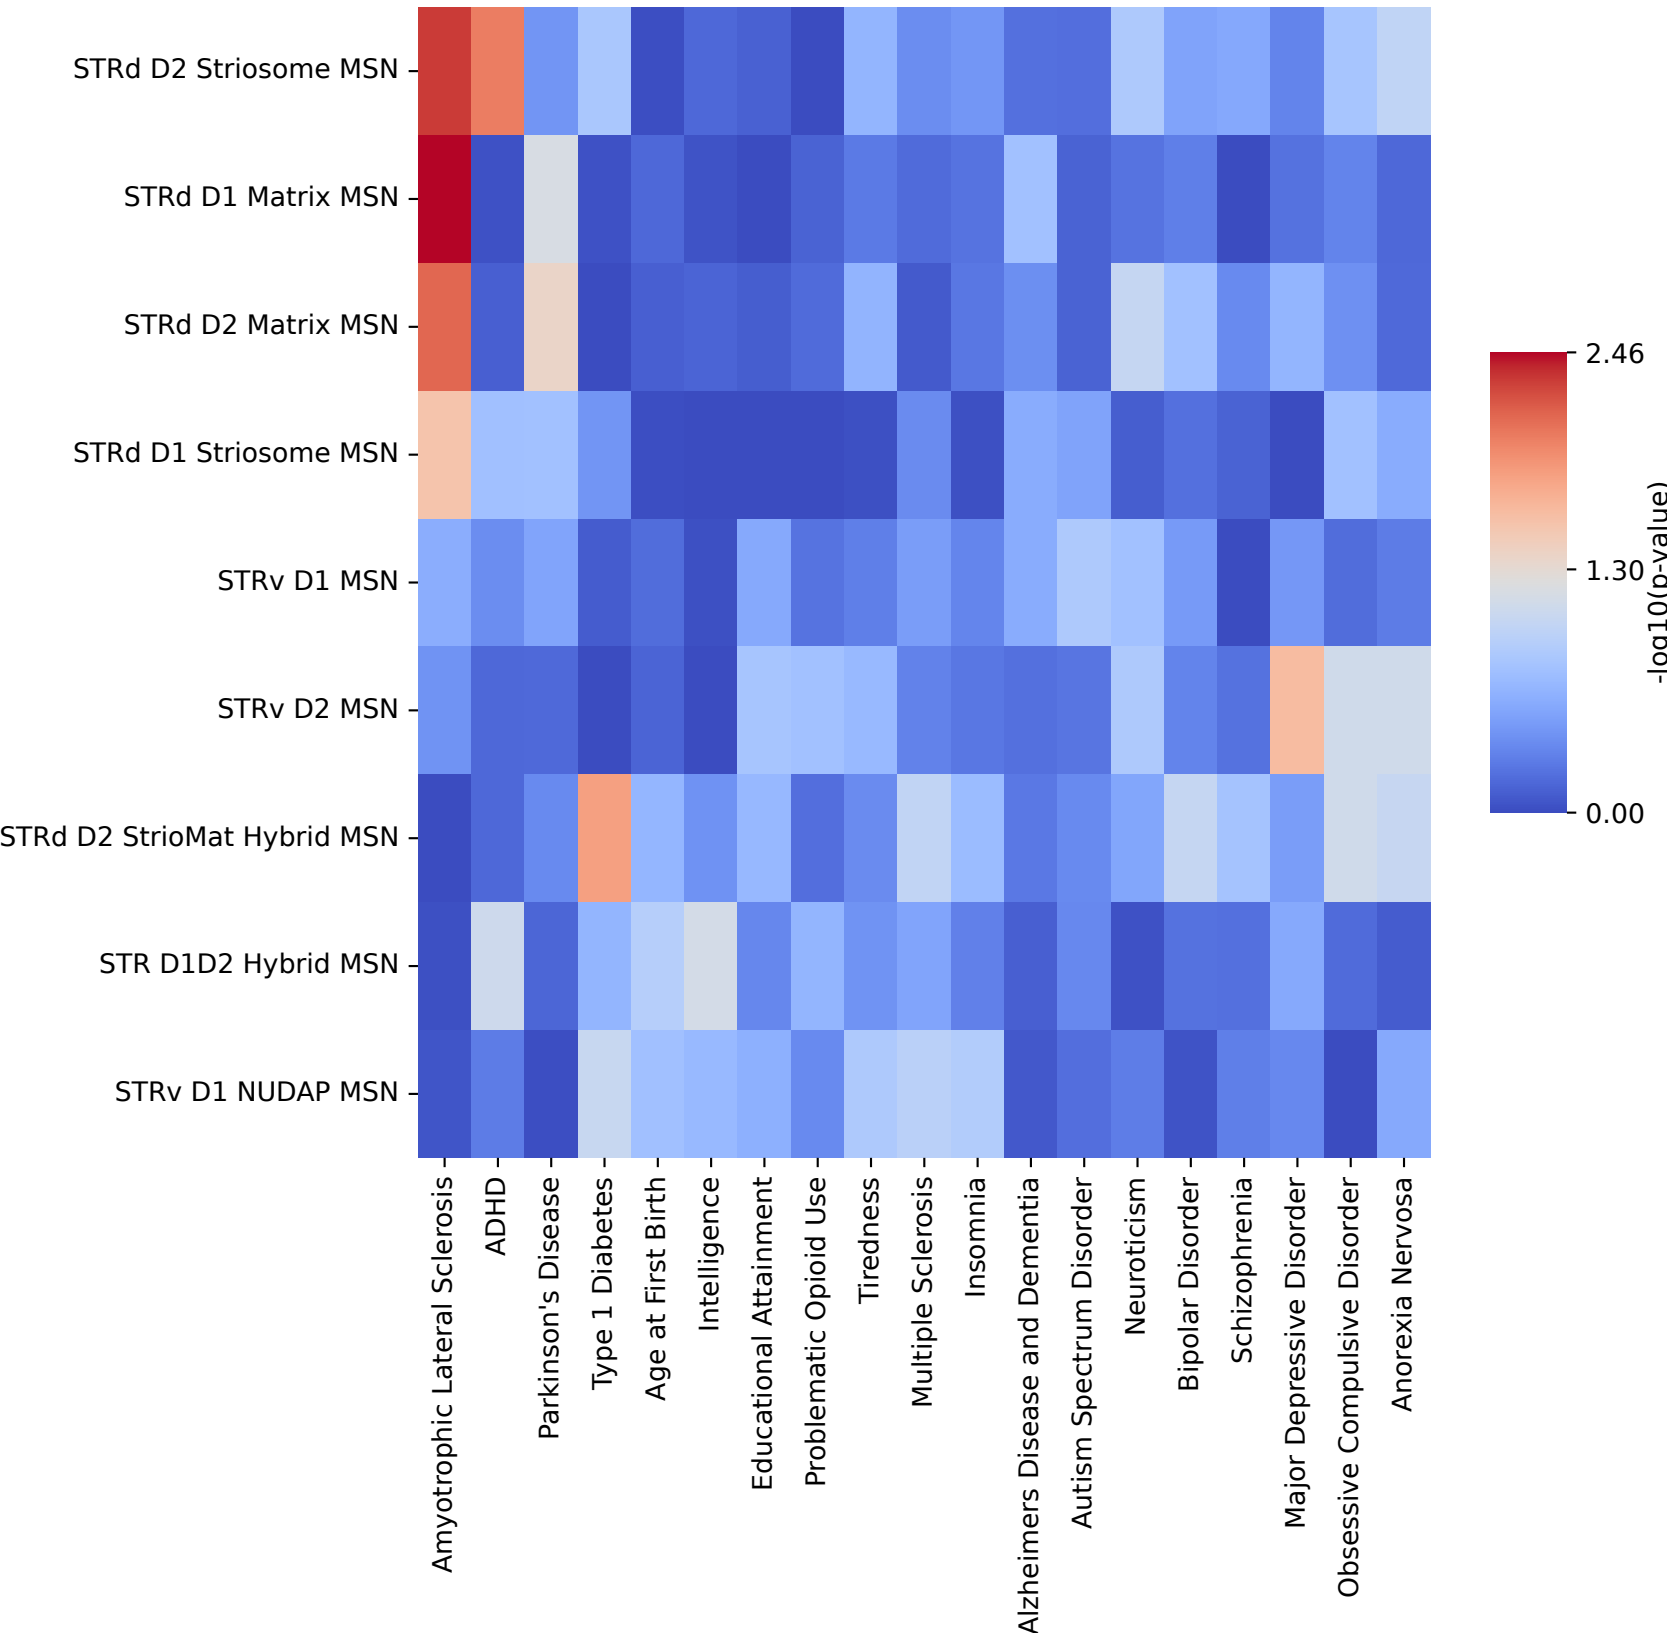 STRd D2 Striosome MSN
STRd D1 Matrix MSN
STRd D2 Matrix MSN
STRd D1 Striosome MSN
STRv D1 MSN
STRv D2 MSN
STRd D2 StrioMat Hybrid MSN
STR D1D2 Hybrid MSN
STRv D1 NUDAP MSN
Amyotrophic Lateral Sclerosis
ADHD
Parkinson's Disease
Type 1 Diabetes
Age at First Birth
Intelligence
Educational Attainment
Problematic Opioid Use
Tiredness
Multiple Sclerosis
Insomnia
Alzheimers Disease and Dementia
Autism Spectrum Disorder
Neuroticism
Bipolar Disorder
Schizophrenia
Major Depressive Disorder
Obsessive Compulsive Disorder
Anorexia Nervosa
2.46
1.30
0.00
-log10(p-value)